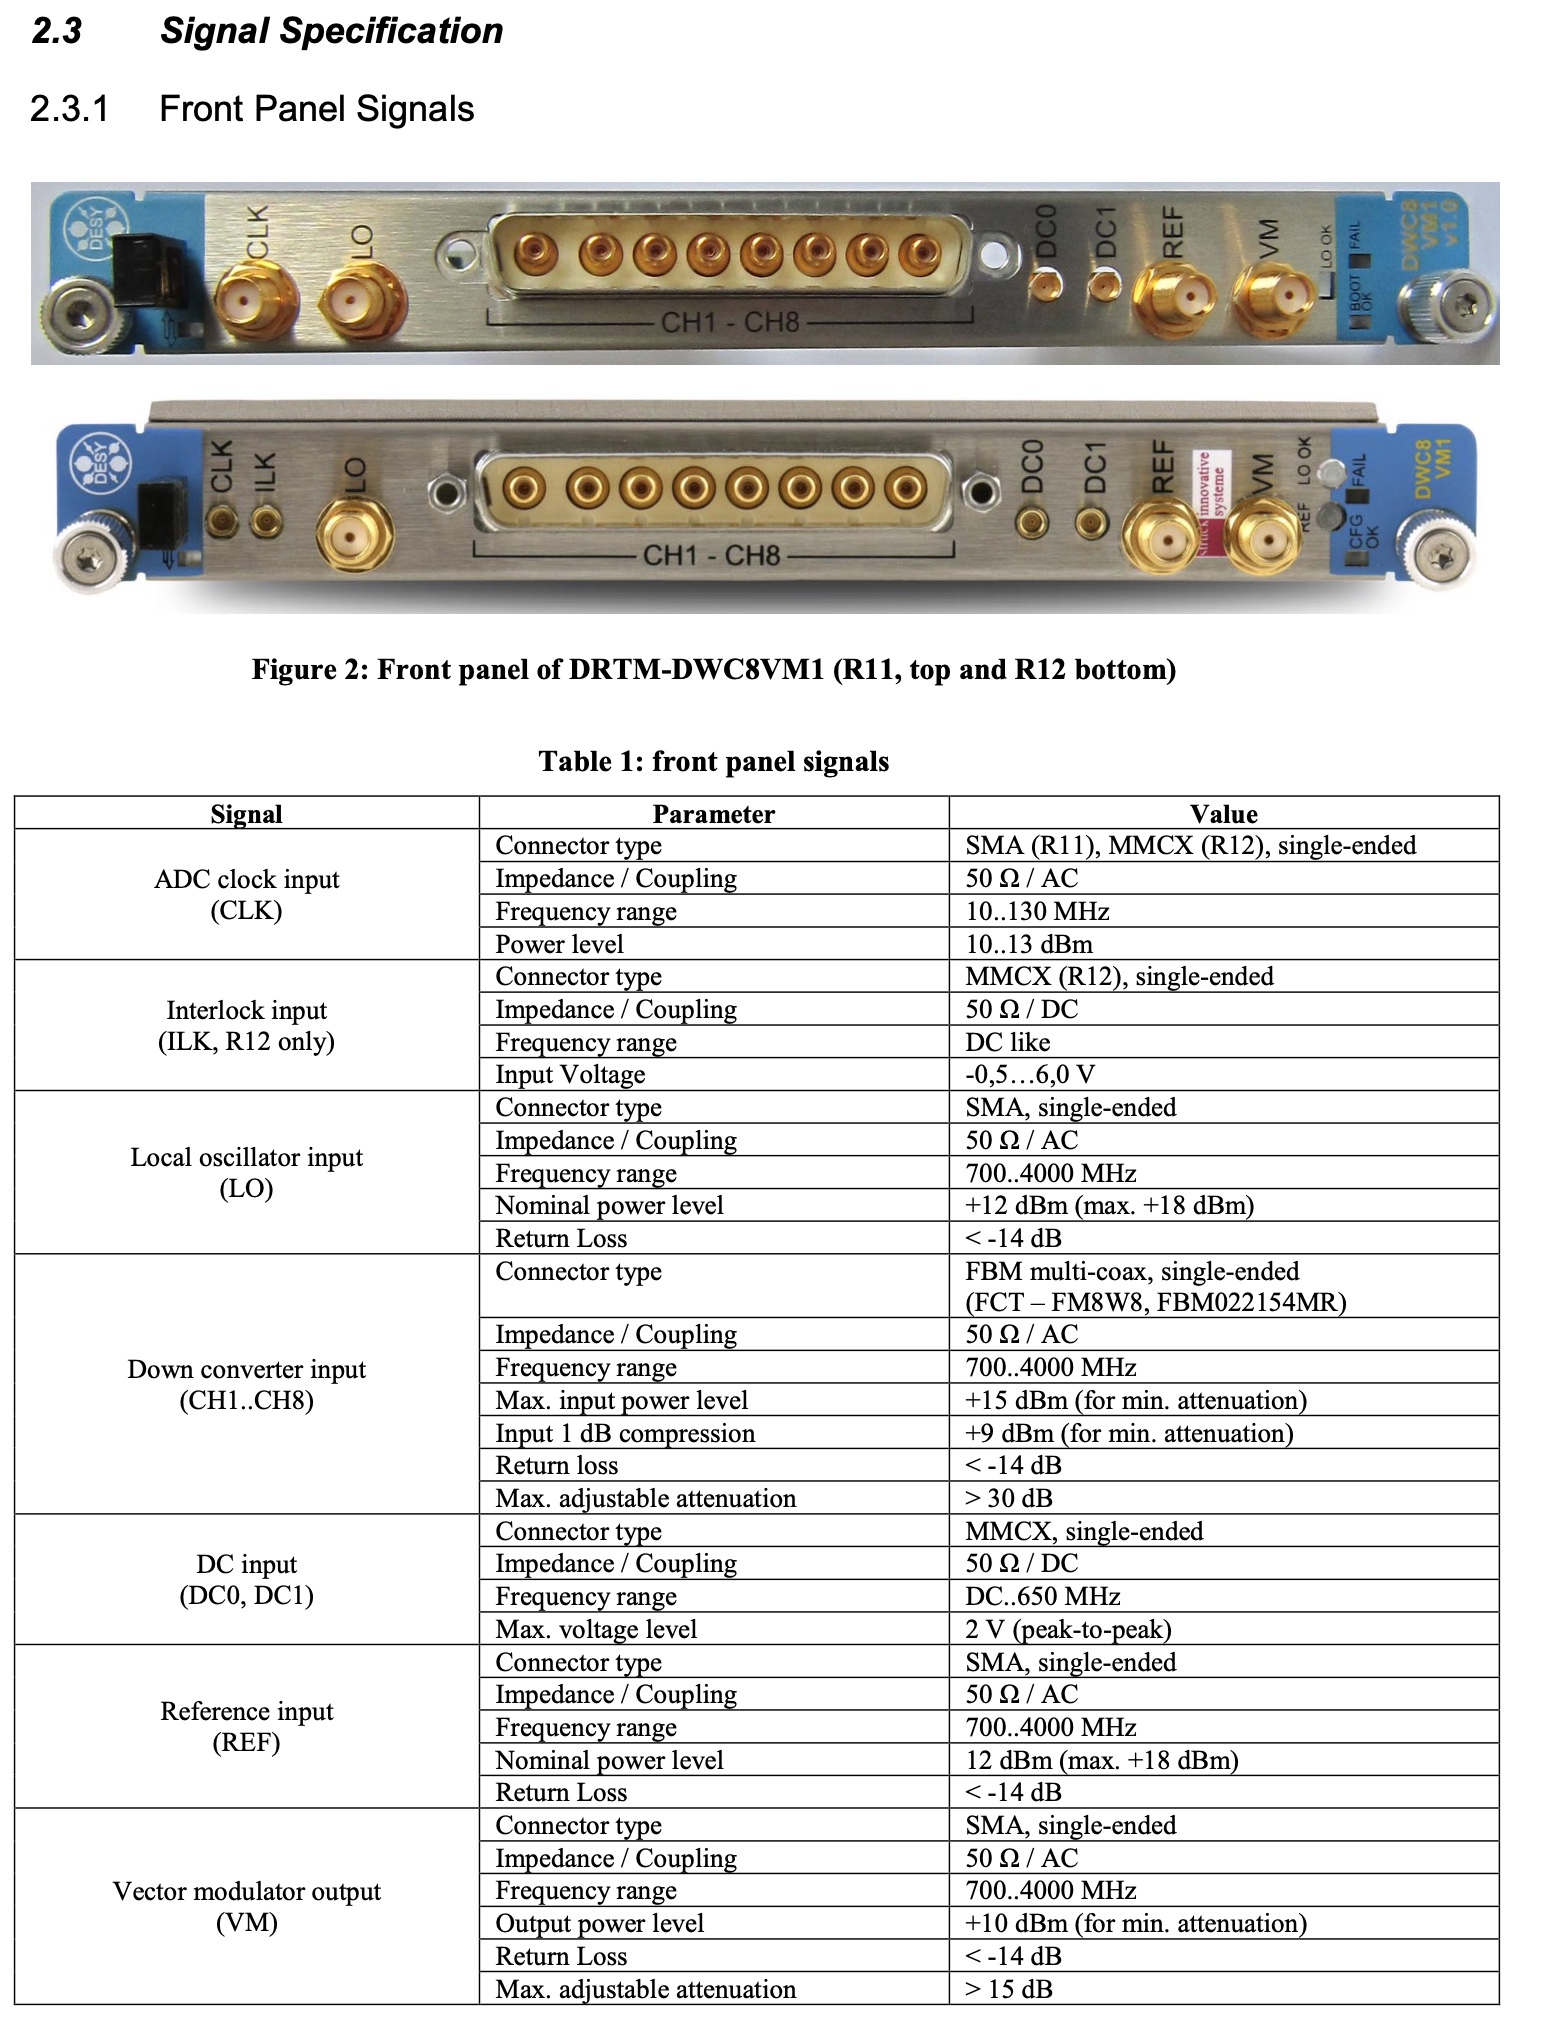 2.3 Signal Specification
2.3.1 Front Panel Signals
DESY
CLK
LO
CH1 - CH8
DC0
DC1
REF
VM
LO OK
BOOT OK
FAIL
DWC8
VM1
v1.0
DESY
CLK
ILK
LO
CH1 - CH8
DC0
DC1
REF
struck innovative
systeme
VM
REF
LO OK
CFG
OK
FAIL
DWC8
VM1
Figure 2: Front panel of DRTM-DWC8VM1 (R11, top and R12 bottom)
Table 1: front panel signals
Signal Parameter Value
ADC clock input
(CLK)
Connector type SMA (R11), MMCX (R12), single-ended
Impedance / Coupling 50 Ω / AC
Frequency range 10..130 MHz
Power level 10..13 dBm
Interlock input
(ILK, R12 only)
Connector type MMCX (R12), single-ended
Impedance / Coupling 50 Ω / DC
Frequency range DC like
Input Voltage -0,5…6,0 V
Local oscillator input
(LO)
Connector type SMA, single-ended
Impedance / Coupling 50 Ω / AC
Frequency range 700..4000 MHz
Nominal power level +12 dBm (max. +18 dBm)
Return Loss < -14 dB
Down converter input
(CH1..CH8)
Connector type FBM multi-coax, single-ended
(FCT – FM8W8, FBM022154MR)
Impedance / Coupling 50 Ω / AC
Frequency range 700..4000 MHz
Max. input power level +15 dBm (for min. attenuation)
Input 1 dB compression +9 dBm (for min. attenuation)
Return loss < -14 dB
Max. adjustable attenuation > 30 dB
DC input
(DC0, DC1)
Connector type MMCX, single-ended
Impedance / Coupling 50 Ω / DC
Frequency range DC..650 MHz
Max. voltage level 2 V (peak-to-peak)
Reference input
(REF)
Connector type SMA, single-ended
Impedance / Coupling 50 Ω / AC
Frequency range 700..4000 MHz
Nominal power level 12 dBm (max. +18 dBm)
Return Loss < -14 dB
Vector modulator output
(VM)
Connector type SMA, single-ended
Impedance / Coupling 50 Ω / AC
Frequency range 700..4000 MHz
Output power level +10 dBm (for min. attenuation)
Return Loss < -14 dB
Max. adjustable attenuation > 15 dB